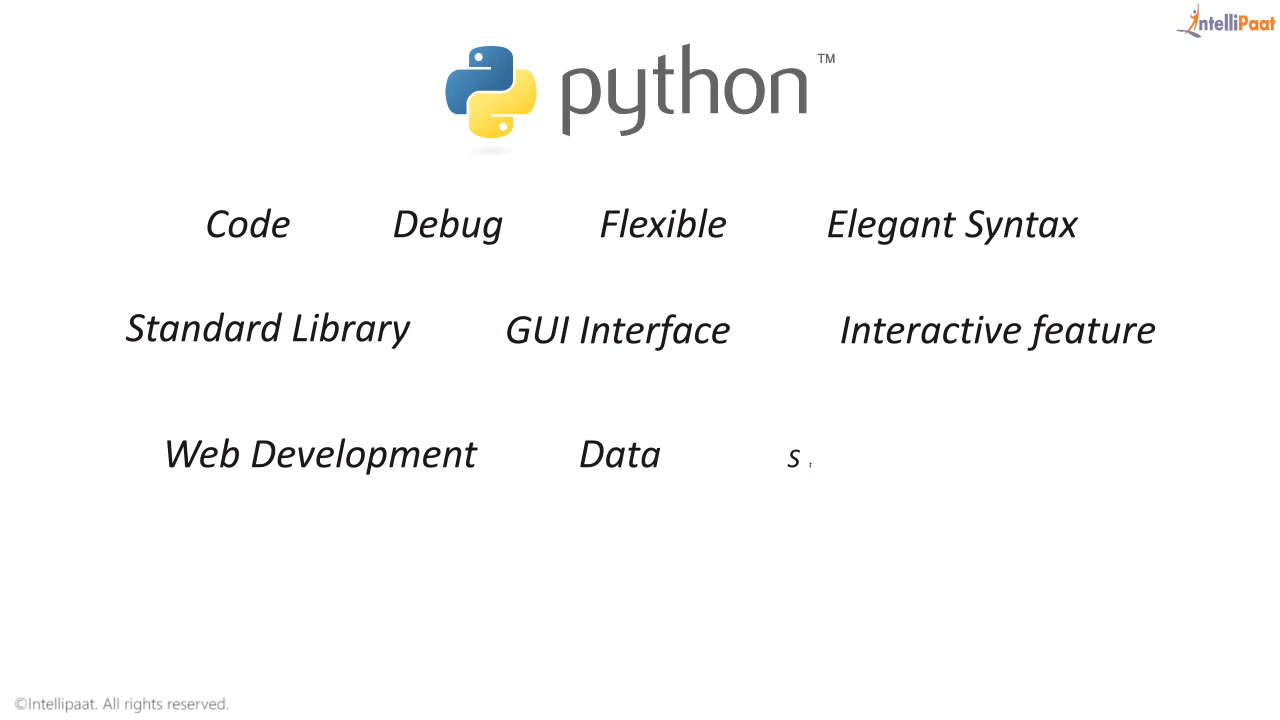 IntelliPaat
python™
Code Debug Flexible Elegant Syntax
Standard Library GUI Interface Interactive feature
Web Development Data
©Intellipaat. All rights reserved.